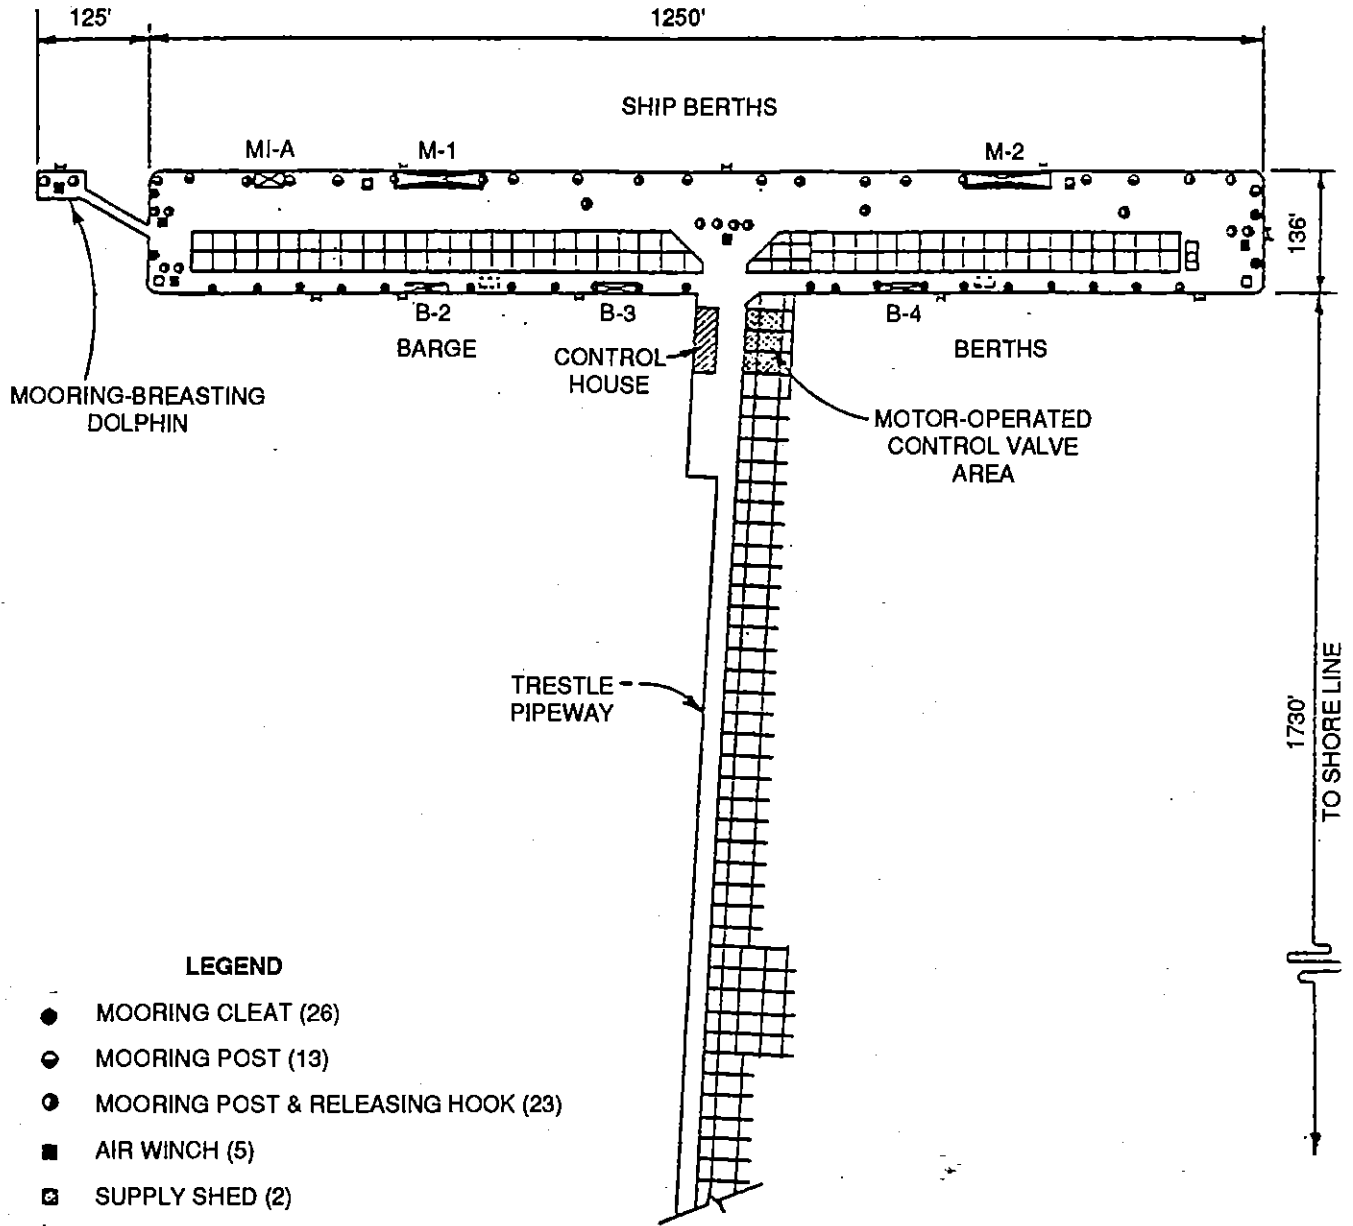 125'
1250'
SHIP BERTHS
MI-A
M-1
M-2
136'
B-2
B-3
B-4
BARGE
BERTHS
CONTROL
HOUSE
MOORING-BREASTING
DOLPHIN
MOTOR-OPERATED
CONTROL VALVE
AREA
TRESTLE
PIPEWAY
1730'
TO SHORE LINE
LEGEND
MOORING CLEAT (26)
MOORING POST (13)
MOORING POST & RELEASING HOOK (23)
AIR WINCH (5)
SUPPLY SHED (2)